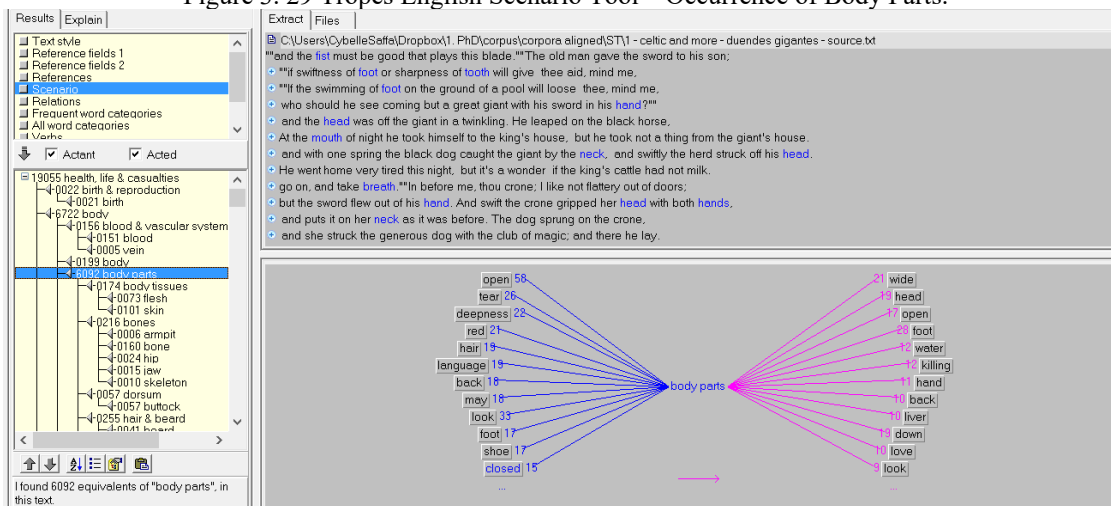 Figure 3. 29 Tropes English Scenario Tool – Occurrence of Body Parts.
Results
Explain
Text style
Reference fields 1
Reference fields 2
References
Scenario
Relations
Frequent word categories
All word categories
Verbs
Actant
Acted
19055 health, life & casualties
0022 birth & reproduction
0021 birth
6722 body
0156 blood & vascular system
0151 blood
0005 vein
0199 body
6092 body parts
0174 body tissues
0073 flesh
0101 skin
0216 bones
0006 armpit
0160 bone
0024 hip
0015 jaw
0010 skeleton
0057 dorsum
0057 buttock
0255 hair & beard
0041 beard
I found 6092 equivalents of "body parts", in
this text.
Extract
Files
C:\Users\CybelleSaffa\Dropbox\1. PhD\corpus\corpora aligned\ST\1 - celtic and more - duendes gigantes - source.txt
""and the fist must be good that plays this blade.""The old man gave the sword to his son;
""if swiftness of foot or sharpness of tooth will give thee aid, mind me,
""If the swimming of foot on the ground of a pool will loose thee, mind me,
who should he see coming but a great giant with his sword in his hand?""
and the head was off the giant in a twinkling. He leaped on the black horse,
At the mouth of night he took himself to the king's house, but he took not a thing from the giant's house.
and with one spring the black dog caught the giant by the neck, and swiftly the herd struck off his head.
He went home very tired this night, but it's a wonder if the king's cattle had not milk.
go on, and take breath.""In before me, thou crone; I like not flattery out of doors;
but the sword flew out of his hand. And swift the crone gripped her head with both hands,
and puts it on her neck as it was before. The dog sprung on the crone,
and she struck the generous dog with the club of magic; and there he lay.
open 58
tear 26
deepness 22
red 21
hair 19
language 19
back 18
may 18
look 33
foot 17
shoe 17
closed 15
...
body parts
21 wide
19 head
17 open
28 foot
12 water
12 killing
11 hand
10 back
10 liver
19 down
10 love
9 look
...